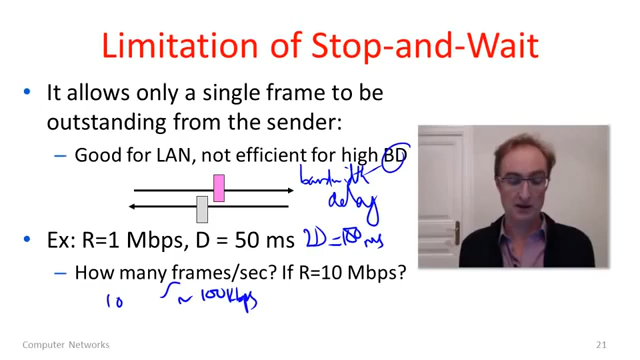 Limitation of Stop-and-Wait
• It allows only a single frame to be
outstanding from the sender:
– Good for LAN, not efficient for high BD
bandwidth
delay
• Ex: R=1 Mbps, D = 50 ms 2D = 100 ms
– How many frames/sec? If R=10 Mbps?
10 ~ 100 kbps
Computer Networks
21